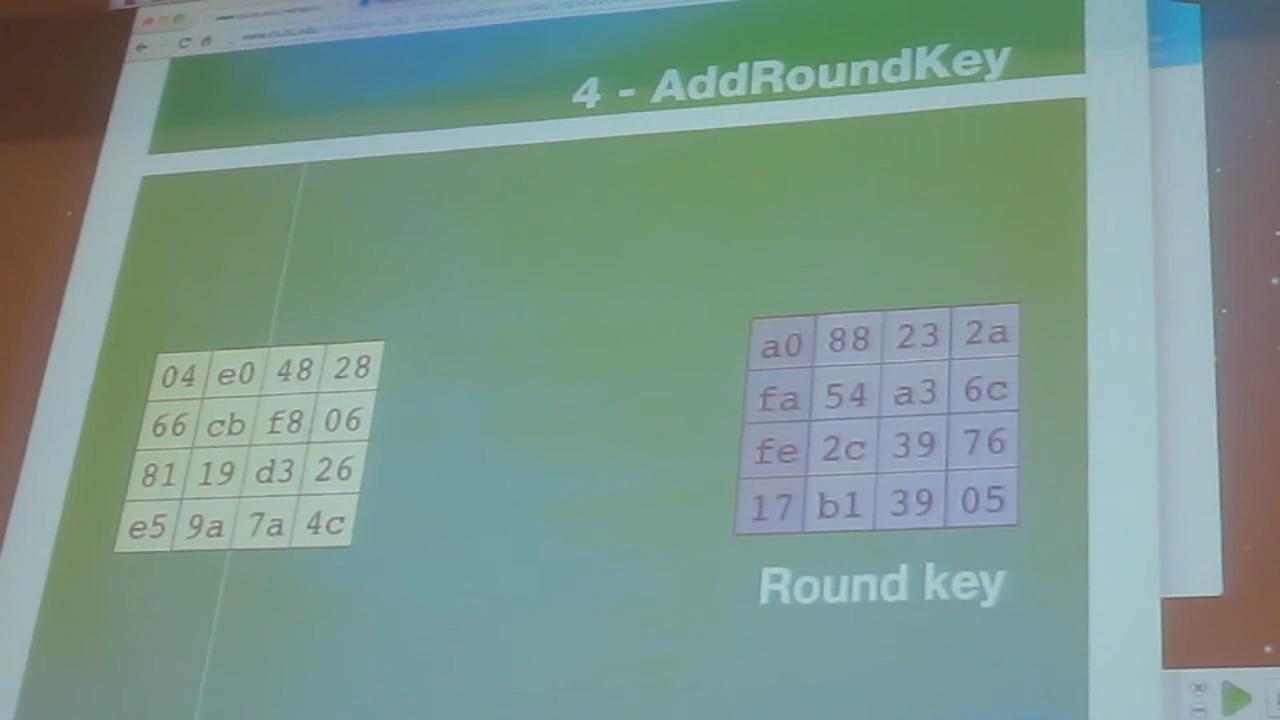 4 - AddRoundKey
04 e0 48 28
66 cb f8 06
81 19 d3 26
e5 9a 7a 4c
a0 88 23 2a
fa 54 a3 6c
fe 2c 39 76
17 b1 39 05
Round key